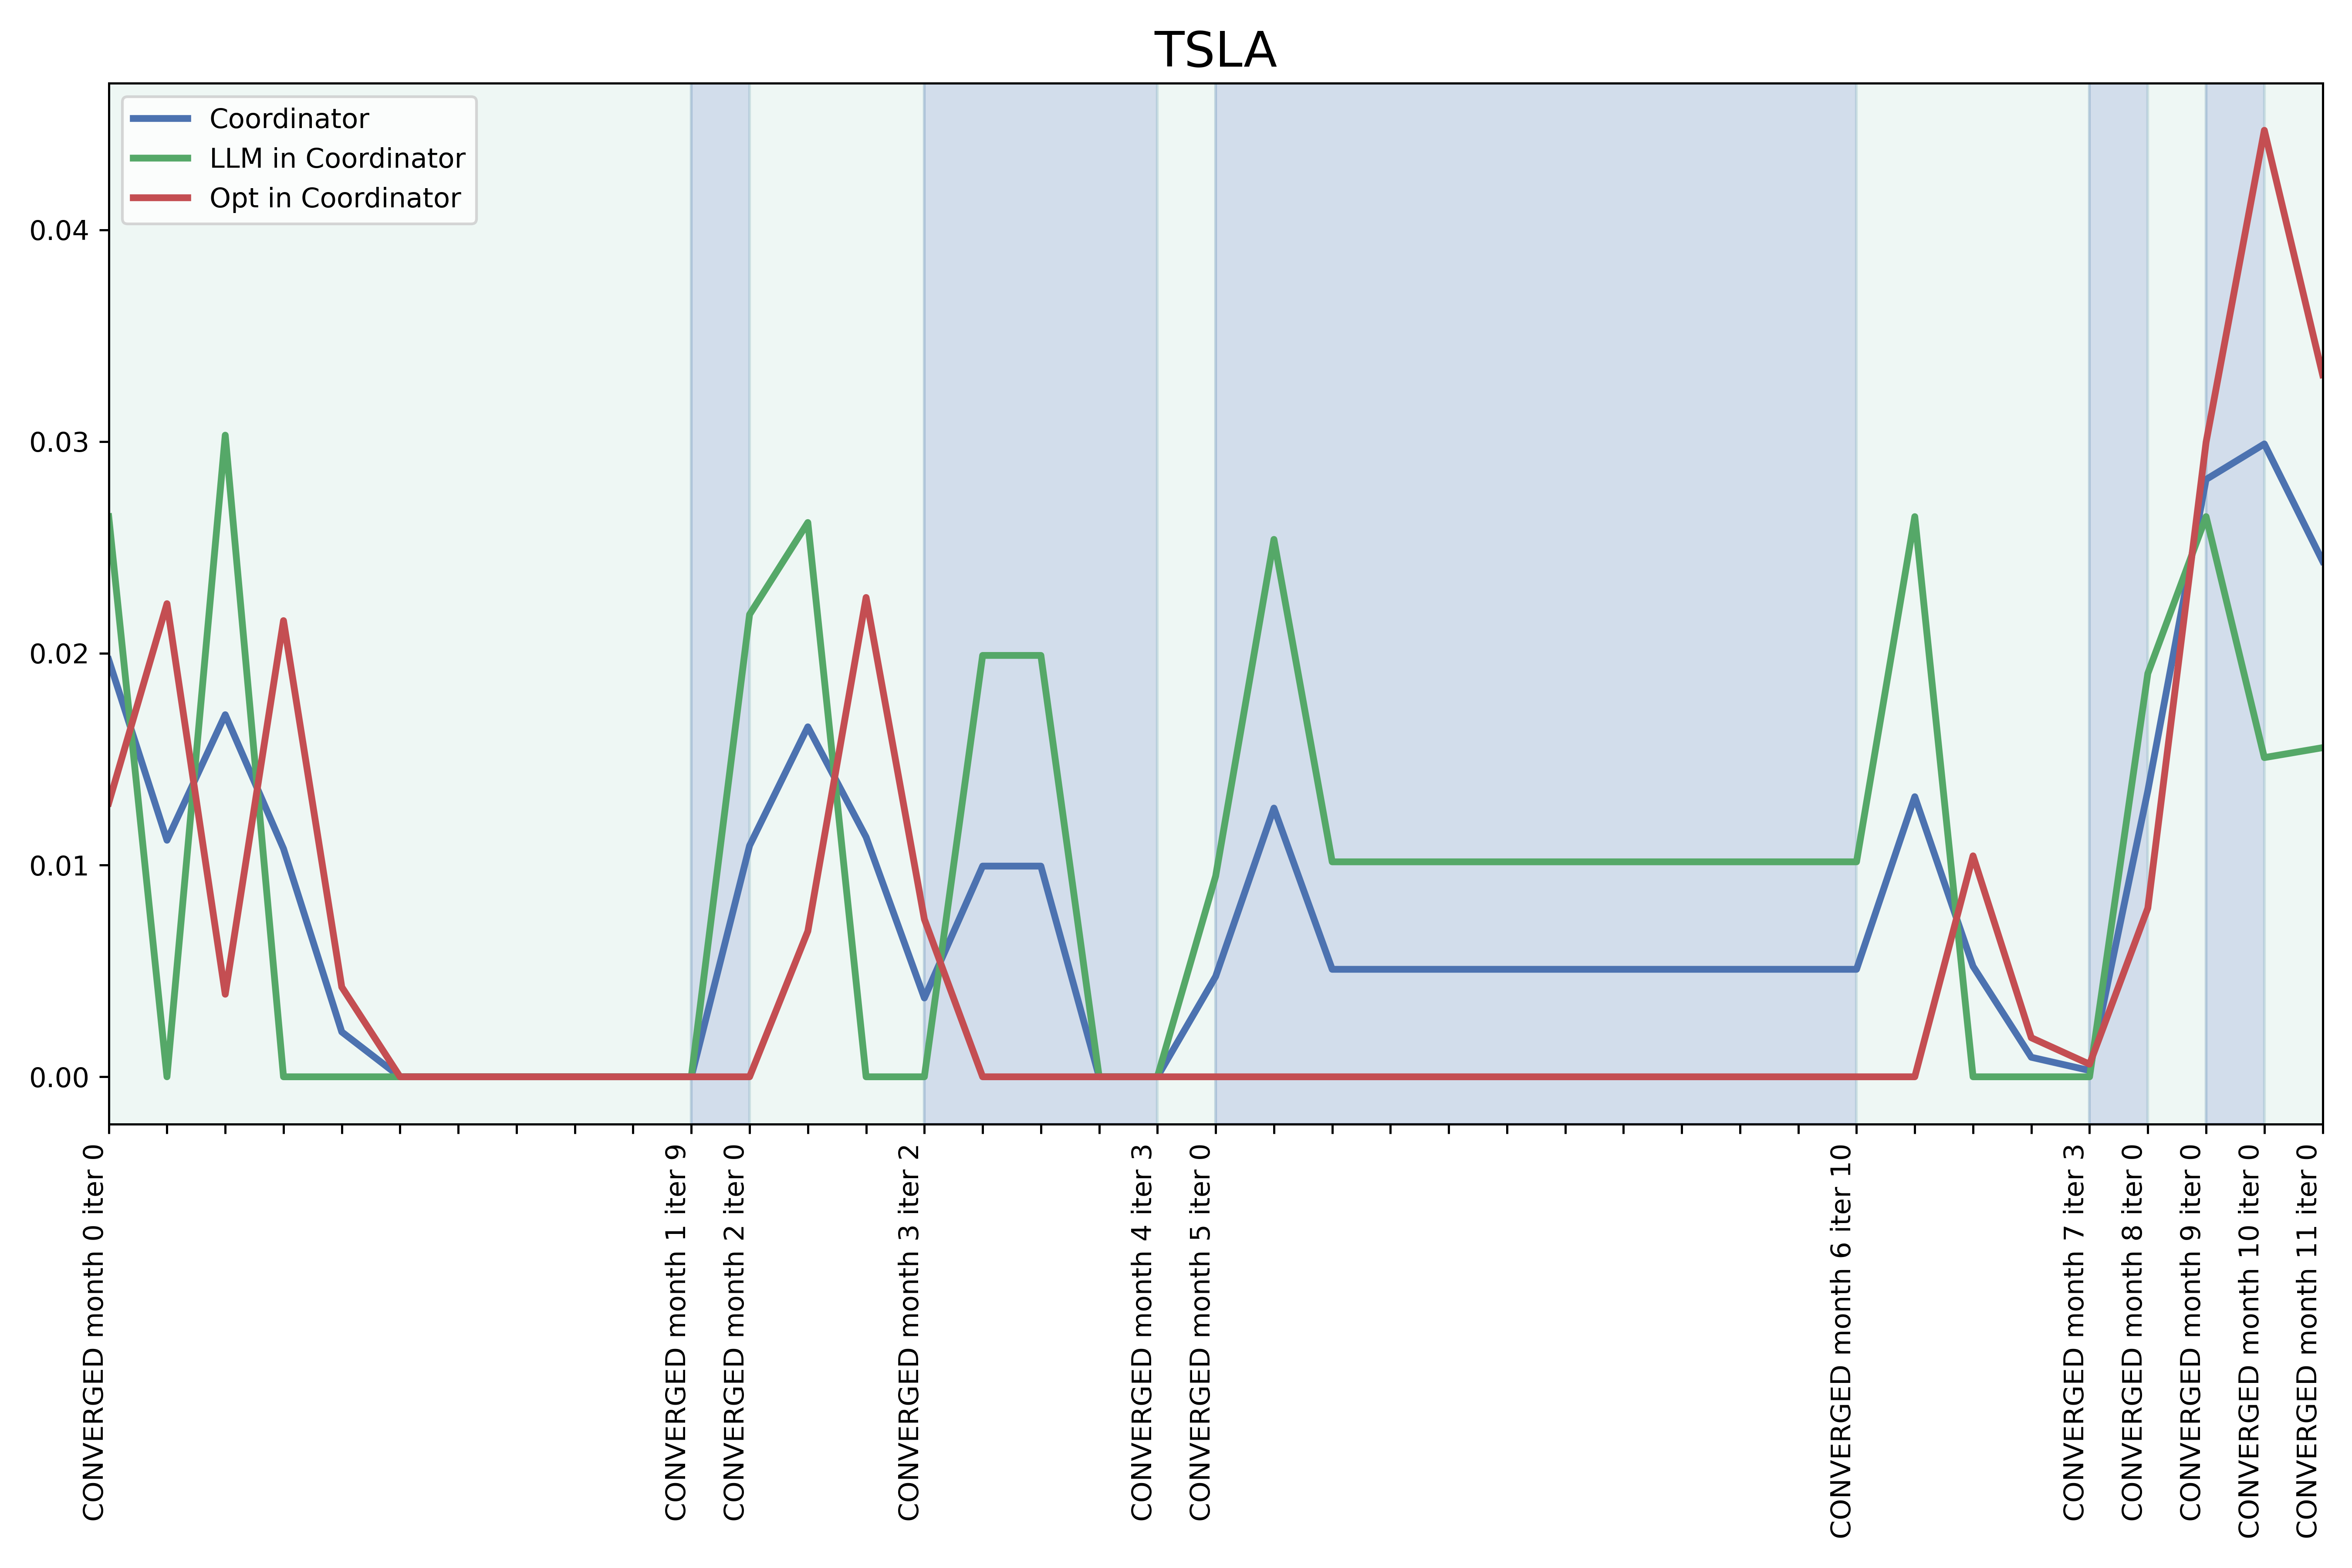 TSLA
Coordinator
LLM in Coordinator
Opt in Coordinator
0.04
0.03
0.02
0.01
0.00
CONVERGED month 0 iter 0
CONVERGED month 1 iter 9
CONVERGED month 2 iter 0
CONVERGED month 3 iter 2
CONVERGED month 4 iter 3
CONVERGED month 5 iter 0
CONVERGED month 6 iter 10
CONVERGED month 7 iter 3
CONVERGED month 8 iter 0
CONVERGED month 9 iter 0
CONVERGED month 10 iter 0
CONVERGED month 11 iter 0